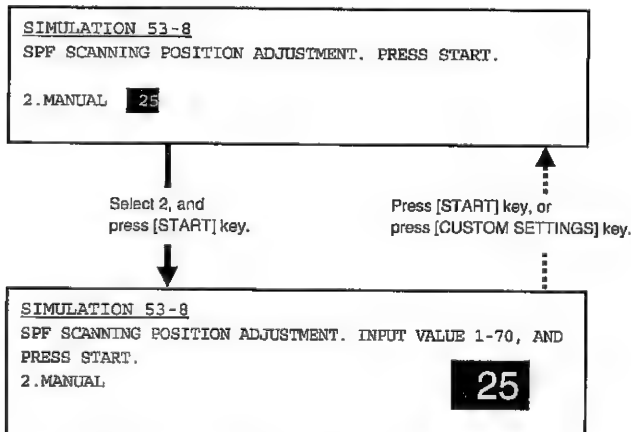 SIMULATION 53-8
SPF SCANNING POSITION ADJUSTMENT. PRESS START.
2.MANUAL 25
Select 2, and
press [START] key.
Press [START] key, or
press [CUSTOM SETTINGS] key.
SIMULATION 53-8
SPF SCANNING POSITION ADJUSTMENT. INPUT VALUE 1-70, AND
PRESS START.
2.MANUAL
25